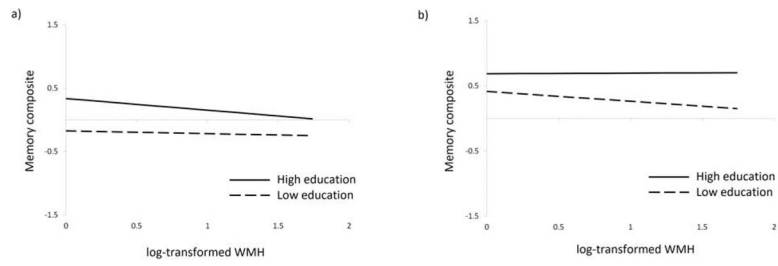 a)
1.5
0.5
-0.5
-1.5
Memory composite
High education
Low education
0 0.5 1 1.5 2
log-transformed WMH
b)
1.5
0.5
-0.5
-1.5
Memory composite
High education
Low education
0 0.5 1 1.5 2
log-transformed WMH